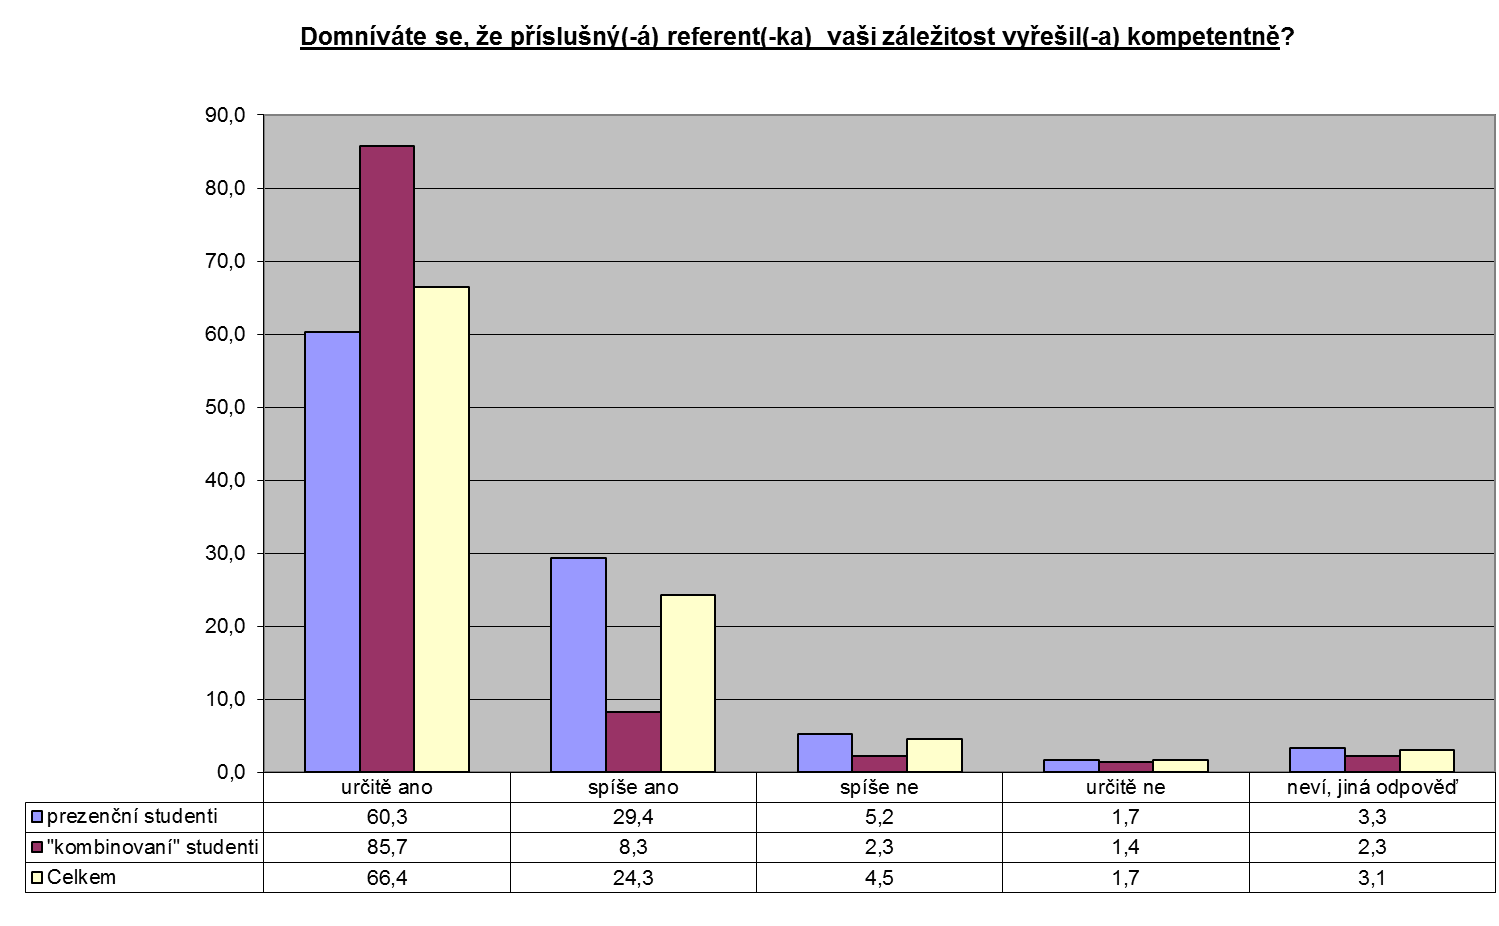 Domníváte se, že příslušný(-á) referent(-ka)  vaši záležitost vyřešil(-a) kompetentně?
90,0
80,0
70,0
60,0
50,0
40,0
30,0
20,0
10,0
0,0
určitě ano spíše ano spíše ne určitě ne neví, jiná odpověď
prezenční studenti 60,3 29,4 5,2 1,7 3,3
"kombinovaní" studenti 85,7 8,3 2,3 1,4 2,3
Celkem 66,4 24,3 4,5 1,7 3,1